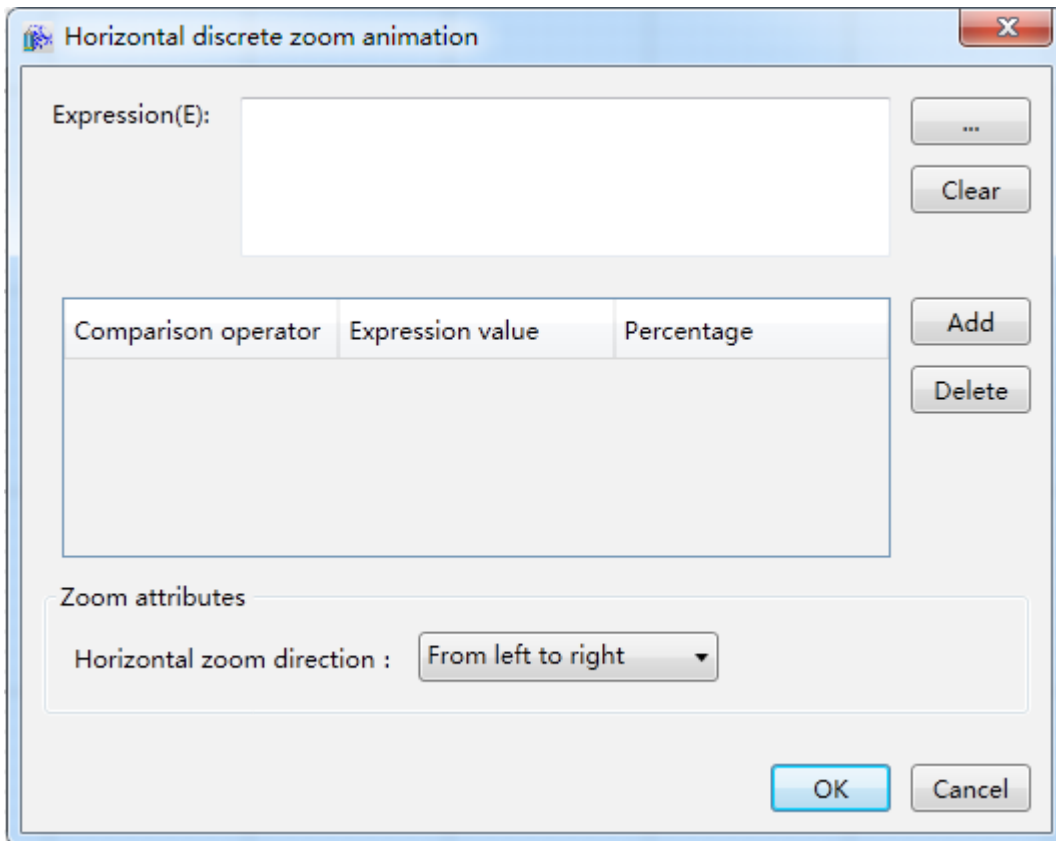 Horizontal discrete zoom animation
Expression(E):
...
Clear
Comparison operator Expression value Percentage
Add
Delete
Zoom attributes
Horizontal zoom direction : From left to right
OK Cancel